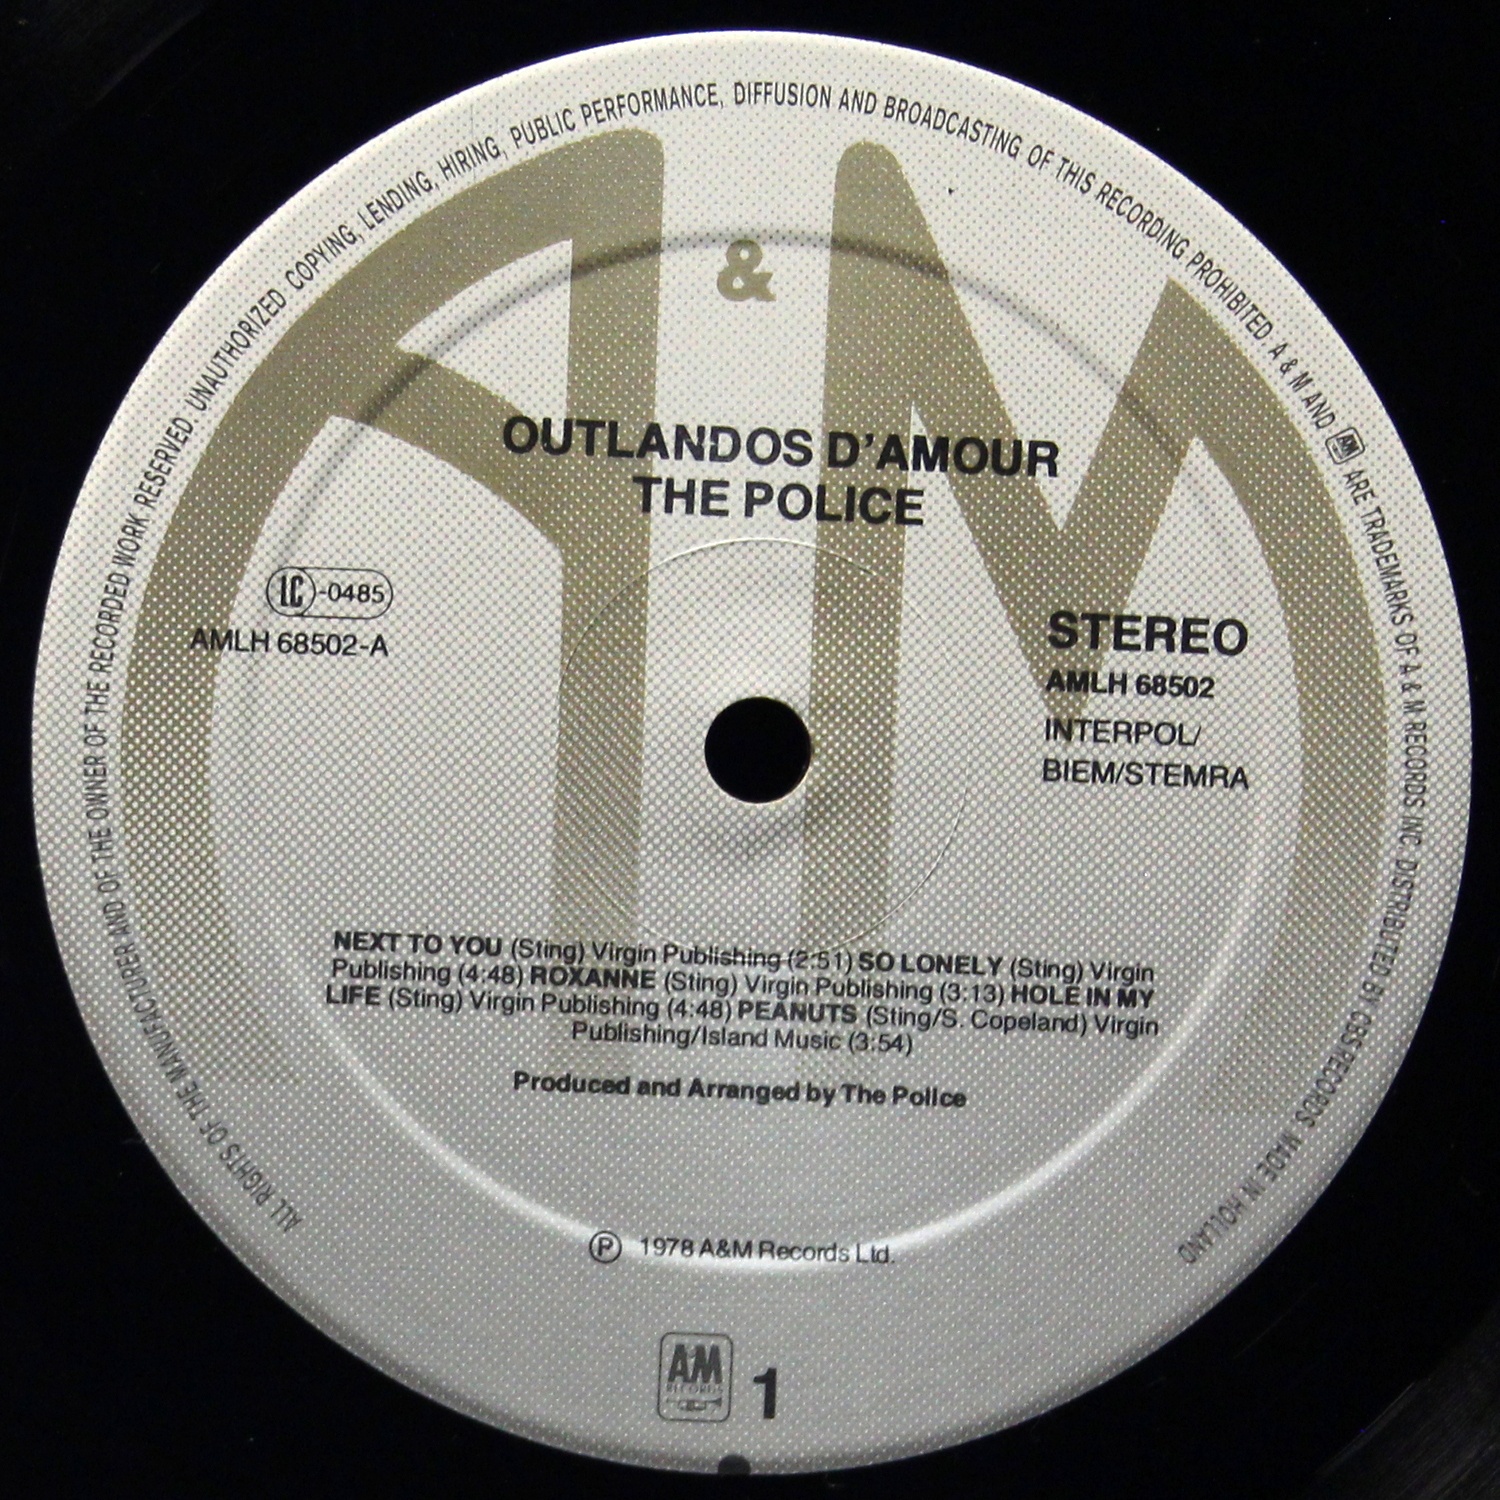 ALL RIGHTS OF THE MANUFACTURER AND OF THE OWNER OF THE RECORDED WORK RESERVED UNAUTHORIZED COPYING, LENDING, HIRING, PUBLIC PERFORMANCE, DIFFUSION AND BROADCASTING OF THIS RECORDING PROHIBITED A & M AND AM ARE TRADEMARKS OF A & M RECORDS INC. DISTRIBUTED BY CBS RECORDS. MADE IN HOLLAND
A & M
OUTLANDOS D'AMOUR
THE POLICE
LC-0485
AMLH 68502-A
STEREO
AMLH 68502
INTERPOL/
BIEM/STEMRA
NEXT TO YOU (Sting) Virgin Publishing (2:51) SO LONELY (Sting) Virgin
Publishing (4:48) ROXANNE (Sting) Virgin Publishing (3:13) HOLE IN MY
LIFE (Sting) Virgin Publishing (4:48) PEANUTS (Sting/S. Copeland) Virgin
Publishing/Island Music (3:54)
Produced and Arranged by The Police
Ⓟ 1978 A&M Records Ltd.
AM
RECORDS
1